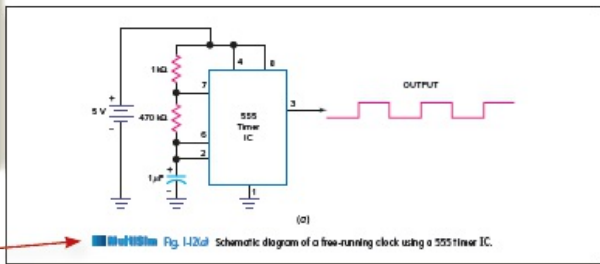 4
8
1kΩ
7
OUTPUT
5 V
+
-
470 kΩ
555
Timer
IC
3
6
2
+
1μF
-
1
(a)
MultiSim Fig. 1-12(a) Schematic diagram of a free-running clock using a 555 timer IC.